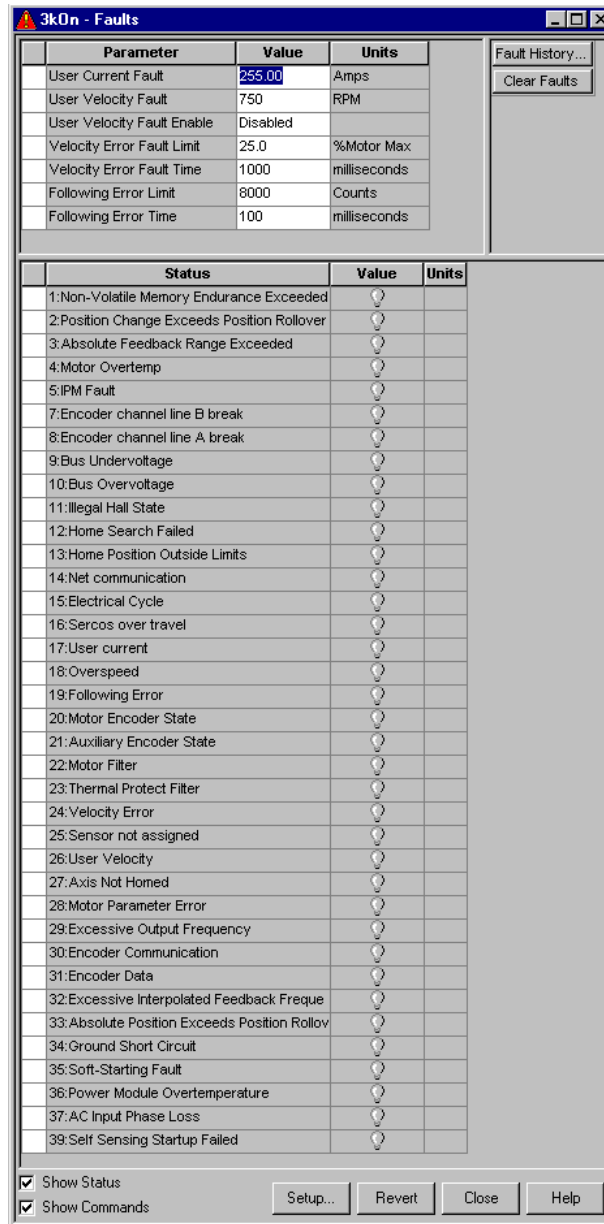 3kOn - Faults
Parameter Value Units
User Current Fault 255.00 Amps
User Velocity Fault 750 RPM
User Velocity Fault Enable Disabled
Velocity Error Fault Limit 25.0 %Motor Max
Velocity Error Fault Time 1000 milliseconds
Following Error Limit 8000 Counts
Following Error Time 100 milliseconds
Fault History...
Clear Faults
Status Value Units
1:Non-Volatile Memory Endurance Exceeded
2:Position Change Exceeds Position Rollover
3:Absolute Feedback Range Exceeded
4:Motor Overtemp
5:IPM Fault
7:Encoder channel line B break
8:Encoder channel line A break
9:Bus Undervoltage
10:Bus Overvoltage
11:Illegal Hall State
12:Home Search Failed
13:Home Position Outside Limits
14:Net communication
15:Electrical Cycle
16:Sercos over travel
17:User current
18:Overspeed
19:Following Error
20:Motor Encoder State
21:Auxiliary Encoder State
22:Motor Filter
23:Thermal Protect Filter
24:Velocity Error
25:Sensor not assigned
26:User Velocity
27:Axis Not Homed
28:Motor Parameter Error
29:Excessive Output Frequency
30:Encoder Communication
31:Encoder Data
32:Excessive Interpolated Feedback Freque
33:Absolute Position Exceeds Position Rollov
34:Ground Short Circuit
35:Soft-Starting Fault
36:Power Module Overtemperature
37:AC Input Phase Loss
39:Self Sensing Startup Failed
Show Status
Show Commands
Setup... Revert Close Help